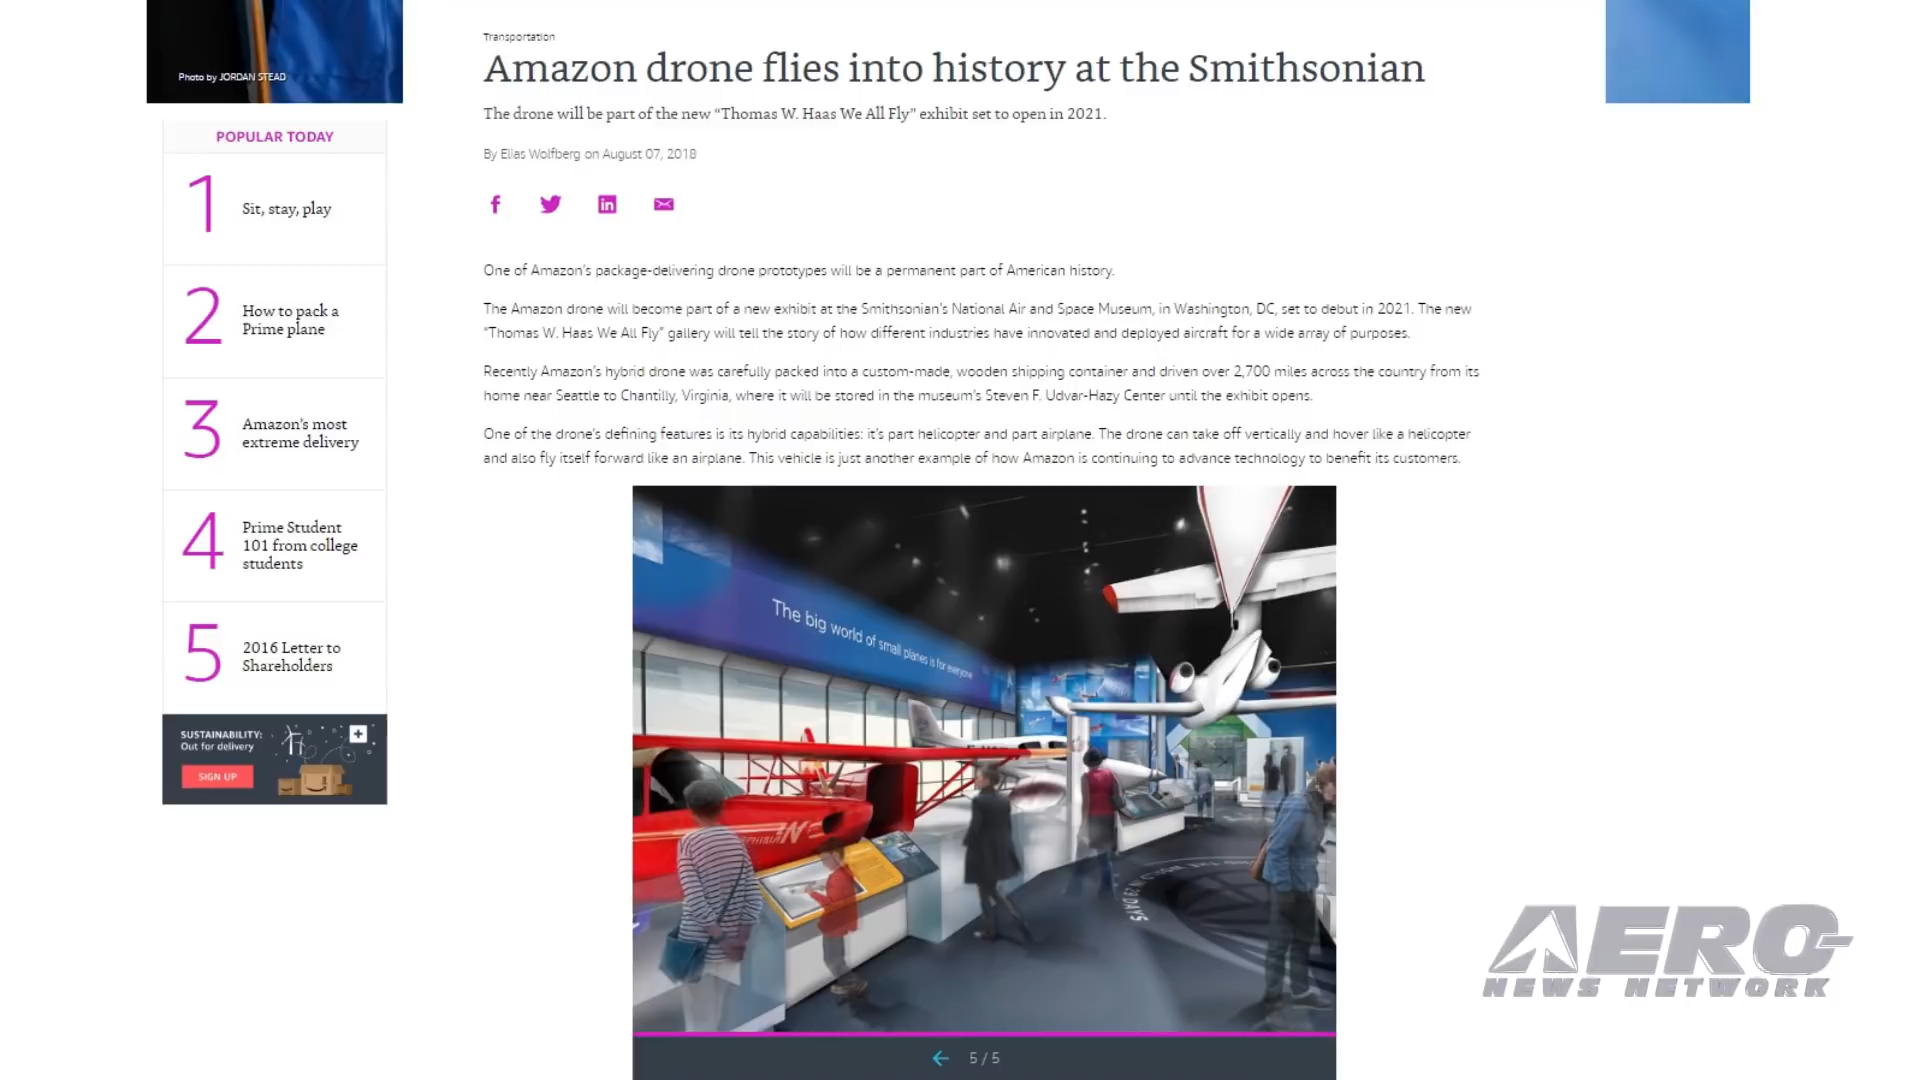 Photo by JORDAN STEAD
POPULAR TODAY
1
Sit, stay, play
2
How to pack a
Prime plane
3
Amazon's most
extreme delivery
4
Prime Student
101 from college
students
5
2016 Letter to
Shareholders
SUSTAINABILITY:
Out for delivery
SIGN UP
Transportation
Amazon drone flies into history at the Smithsonian
The drone will be part of the new “Thomas W. Haas We All Fly” exhibit set to open in 2021.
By Elias Wolfberg on August 07, 2018
One of Amazon's package-delivering drone prototypes will be a permanent part of American history.
The Amazon drone will become part of a new exhibit at the Smithsonian's National Air and Space Museum, in Washington, DC, set to debut in 2021. The new
“Thomas W. Haas We All Fly” gallery will tell the story of how different industries have innovated and deployed aircraft for a wide array of purposes.
Recently Amazon's hybrid drone was carefully packed into a custom-made, wooden shipping container and driven over 2,700 miles across the country from its
home near Seattle to Chantilly, Virginia, where it will be stored in the museum's Steven F. Udvar-Hazy Center until the exhibit opens.
One of the drone's defining features is its hybrid capabilities: it's part helicopter and part airplane. The drone can take off vertically and hover like a helicopter
and also fly itself forward like an airplane. This vehicle is just another example of how Amazon is continuing to advance technology to benefit its customers.
The big world of small planes is for everyone
IN 29 DAYS
5 / 5
AERO-
NEWS NETWORK